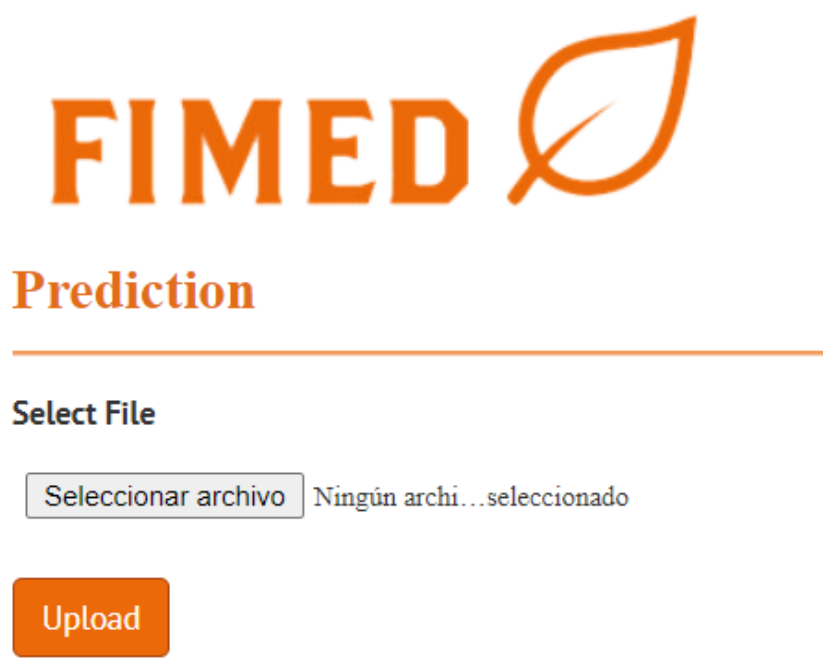 FIMED
Prediction
Select File
Seleccionar archivo Ningún archi...seleccionado
Upload